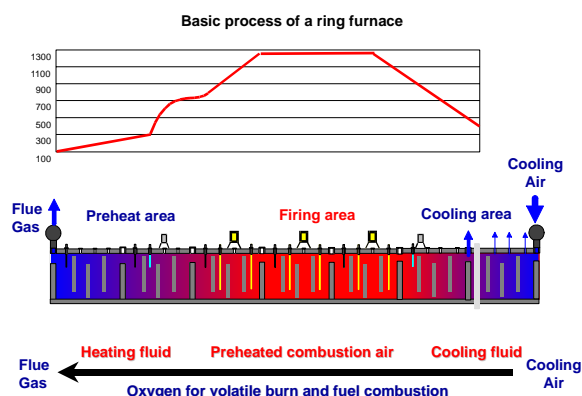 Basic process of a ring furnace
1300
1100
900
700
500
300
100
Cooling
Air
Flue
Gas
Preheat area
Firing area
Cooling area
Heating fluid
Preheated combustion air
Cooling fluid
Flue
Gas
Cooling
Air
Oxygen for volatile burn and fuel combustion